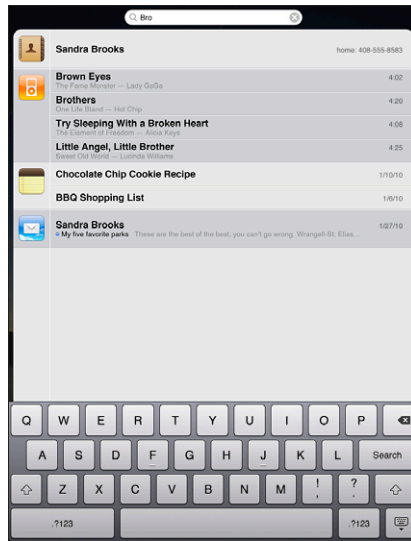 Bro
Sandra Brooks home: 408-555-8583
Brown Eyes 4:02
The Fame Monster — Lady GaGa
Brothers 4:20
One Life Stand — Hot Chip
Try Sleeping With a Broken Heart 4:08
The Element of Freedom — Alicia Keys
Little Angel, Little Brother 4:25
Sweet Old World — Lucinda Williams
Chocolate Chip Cookie Recipe 1/10/10
BBQ Shopping List 1/6/10
Sandra Brooks 1/27/10
My five favorite parks These are the best of the best, you can't go wrong. Wrangell-St. Elias...
Q W E R T Y U I O P
A S D F G H J K L Search
Z X C V B N M ! , ? .
.?123 .?123